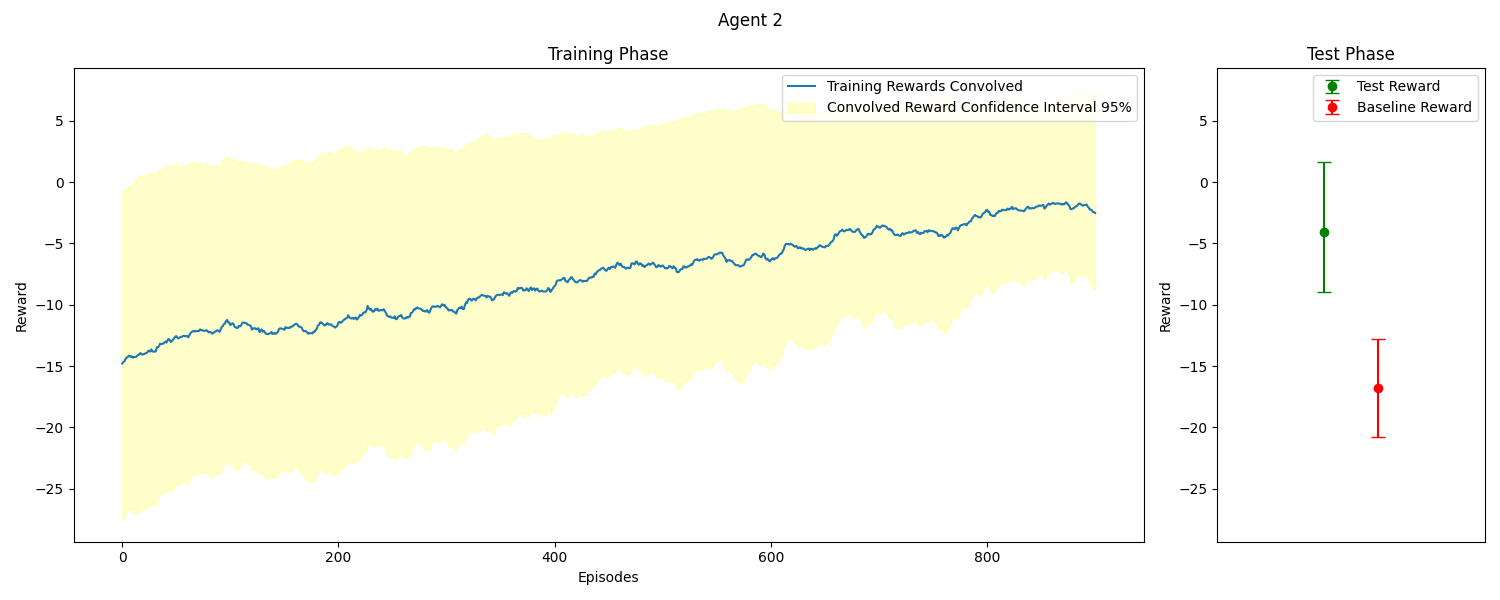 Agent 2
Training Phase
Training Rewards Convolved
Convolved Reward Confidence Interval 95%
5
0
−5
−10
−15
−20
−25
Reward
0
200
400
600
800
Episodes
Test Phase
Test Reward
Baseline Reward
5
0
−5
−10
−15
−20
−25
Reward